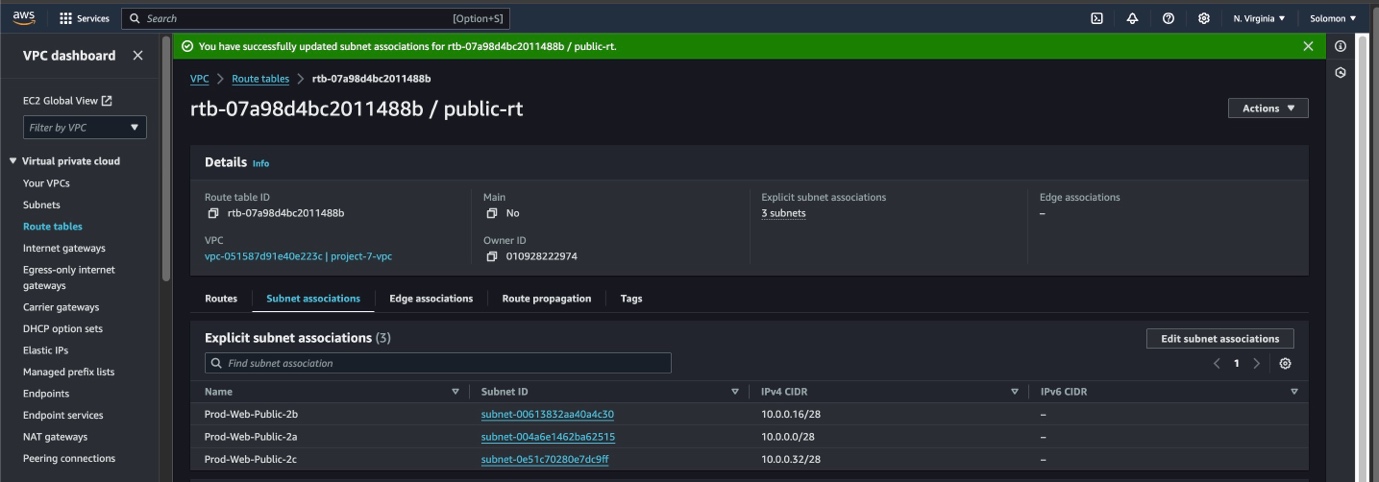 aws Services Search [Option+S] N. Virginia Solomon
VPC dashboard
EC2 Global View
Filter by VPC
Virtual private cloud
Your VPCs
Subnets
Route tables
Internet gateways
Egress-only internet
gateways
Carrier gateways
DHCP option sets
Elastic IPs
Managed prefix lists
Endpoints
Endpoint services
NAT gateways
Peering connections
You have successfully updated subnet associations for rtb-07a98d4bc2011488b / public-rt.
VPC > Route tables > rtb-07a98d4bc2011488b
rtb-07a98d4bc2011488b / public-rt
Actions
Details Info
Route table ID
rtb-07a98d4bc2011488b
Main
No
Explicit subnet associations
3 subnets
Edge associations
–
VPC
vpc-051587d91e40e223c | project-7-vpc
Owner ID
010928222974
Routes Subnet associations Edge associations Route propagation Tags
Explicit subnet associations (3)
Edit subnet associations
Find subnet association
1
Name Subnet ID IPv4 CIDR IPv6 CIDR
Prod-Web-Public-2b subnet-00613832aa40a4c30 10.0.0.16/28 –
Prod-Web-Public-2a subnet-004a6e1462ba62515 10.0.0.0/28 –
Prod-Web-Public-2c subnet-0e51c70280e7dc9ff 10.0.0.32/28 –